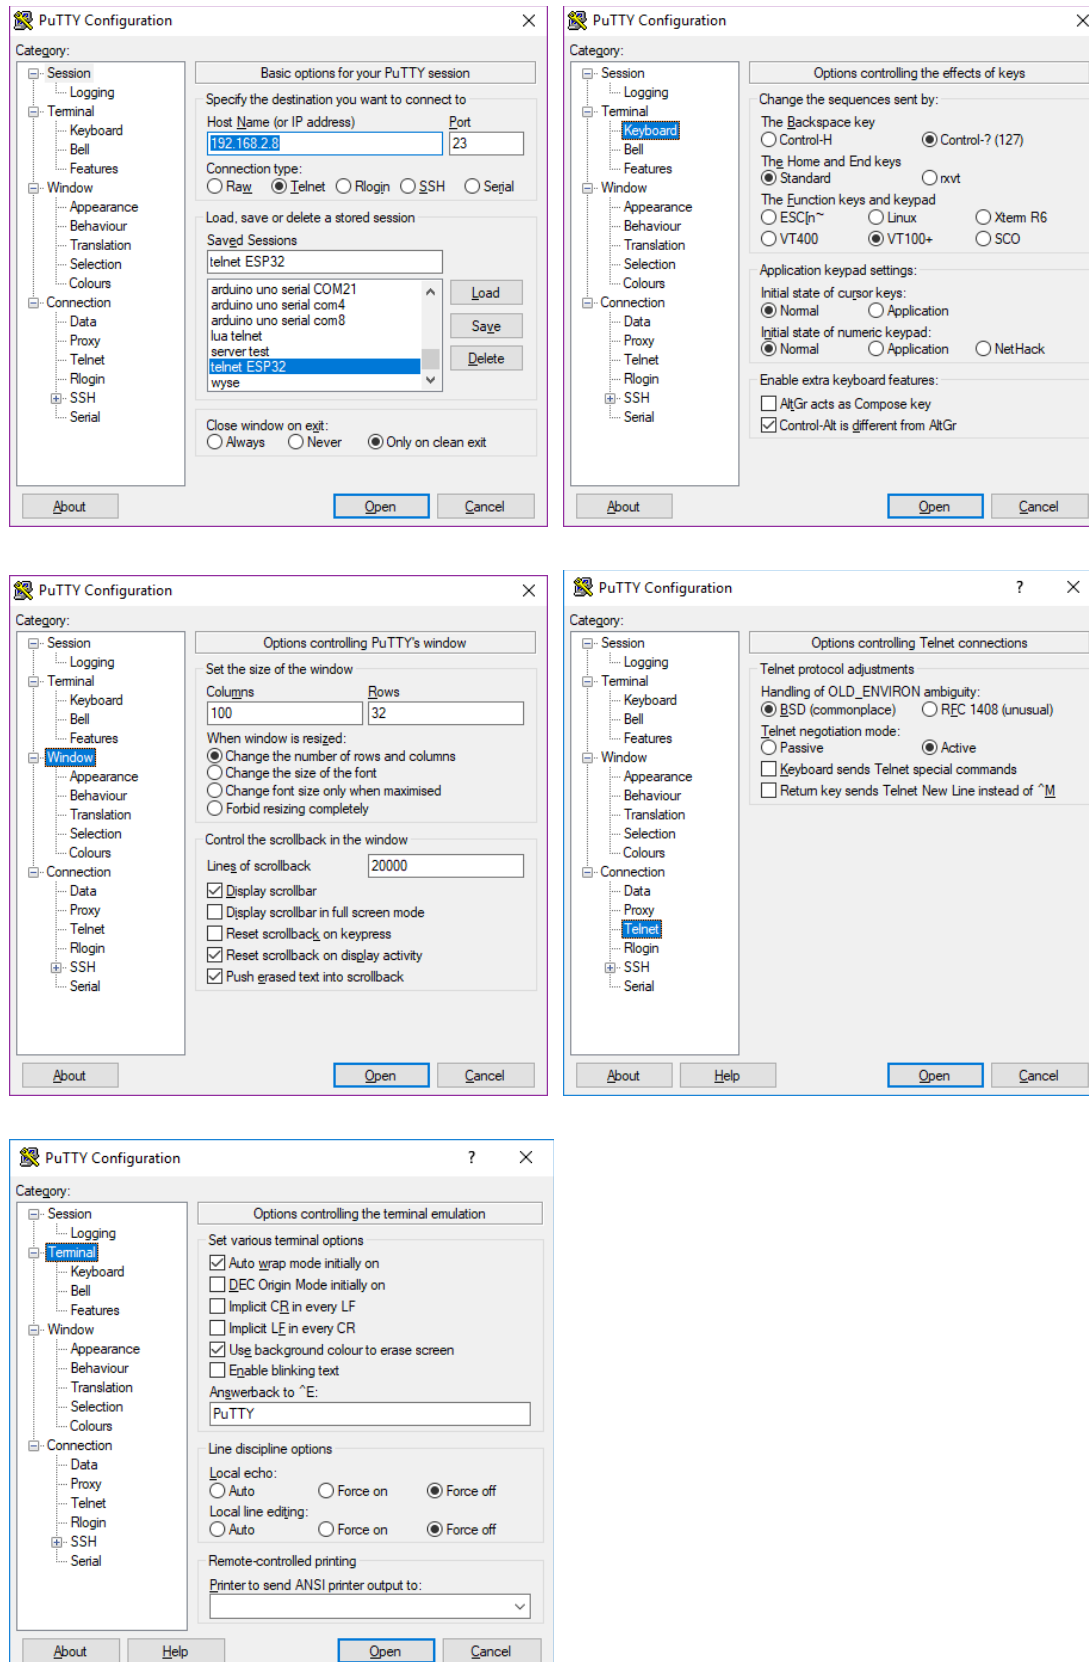 PuTTY Configuration
Category:
Session
Logging
Terminal
Keyboard
Bell
Features
Window
Appearance
Behaviour
Translation
Selection
Colours
Connection
Data
Proxy
Telnet
Rlogin
SSH
Serial
Basic options for your PuTTY session
Specify the destination you want to connect to
Host Name (or IP address) Port
192.168.2.8 23
Connection type:
Raw Telnet Rlogin SSH Serial
Load, save or delete a stored session
Saved Sessions
telnet ESP32
arduino uno serial COM21
arduino uno serial com4
arduino uno serial com8
lua telnet
server test
telnet ESP32
wyse
Load
Save
Delete
Close window on exit:
Always Never Only on clean exit
About Open Cancel
PuTTY Configuration
Category:
Session
Logging
Terminal
Keyboard
Bell
Features
Window
Appearance
Behaviour
Translation
Selection
Colours
Connection
Data
Proxy
Telnet
Rlogin
SSH
Serial
Options controlling the effects of keys
Change the sequences sent by:
The Backspace key
Control-H Control-? (127)
The Home and End keys
Standard rxvt
The Function keys and keypad
ESC[n~ Linux Xterm R6
VT400 VT100+ SCO
Application keypad settings:
Initial state of cursor keys:
Normal Application
Initial state of numeric keypad:
Normal Application NetHack
Enable extra keyboard features:
AltGr acts as Compose key
Control-Alt is different from AltGr
About Open Cancel
PuTTY Configuration
Category:
Session
Logging
Terminal
Keyboard
Bell
Features
Window
Appearance
Behaviour
Translation
Selection
Colours
Connection
Data
Proxy
Telnet
Rlogin
SSH
Serial
Options controlling PuTTY's window
Set the size of the window
Columns Rows
100 32
When window is resized:
Change the number of rows and columns
Change the size of the font
Change font size only when maximised
Forbid resizing completely
Control the scrollback in the window
Lines of scrollback 20000
Display scrollbar
Display scrollbar in full screen mode
Reset scrollback on keypress
Reset scrollback on display activity
Push erased text into scrollback
About Open Cancel
PuTTY Configuration ?
Category:
Session
Logging
Terminal
Keyboard
Bell
Features
Window
Appearance
Behaviour
Translation
Selection
Colours
Connection
Data
Proxy
Telnet
Rlogin
SSH
Serial
Options controlling Telnet connections
Telnet protocol adjustments
Handling of OLD_ENVIRON ambiguity:
BSD (commonplace) RFC 1408 (unusual)
Telnet negotiation mode:
Passive Active
Keyboard sends Telnet special commands
Return key sends Telnet New Line instead of ^M
About Help Open Cancel
PuTTY Configuration ?
Category:
Session
Logging
Terminal
Keyboard
Bell
Features
Window
Appearance
Behaviour
Translation
Selection
Colours
Connection
Data
Proxy
Telnet
Rlogin
SSH
Serial
Options controlling the terminal emulation
Set various terminal options
Auto wrap mode initially on
DEC Origin Mode initially on
Implicit CR in every LF
Implicit LF in every CR
Use background colour to erase screen
Enable blinking text
Answerback to ^E:
PuTTY
Line discipline options
Local echo:
Auto Force on Force off
Local line editing:
Auto Force on Force off
Remote-controlled printing
Printer to send ANSI printer output to:
About Help Open Cancel